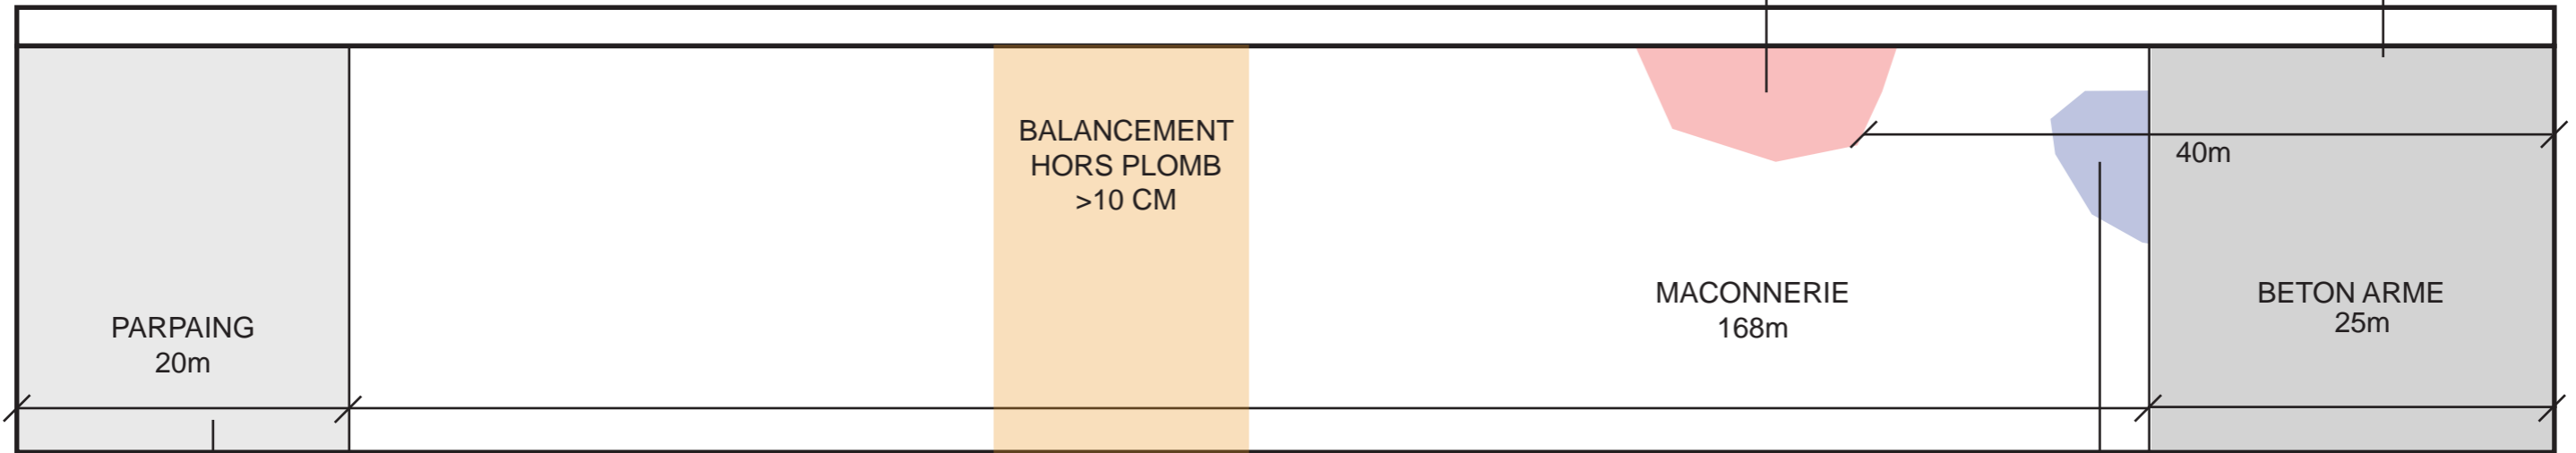 BALANCEMENT
HORS PLOMB
>10 CM
40m
PARPAING
20m
MACONNERIE
168m
BETON ARME
25m